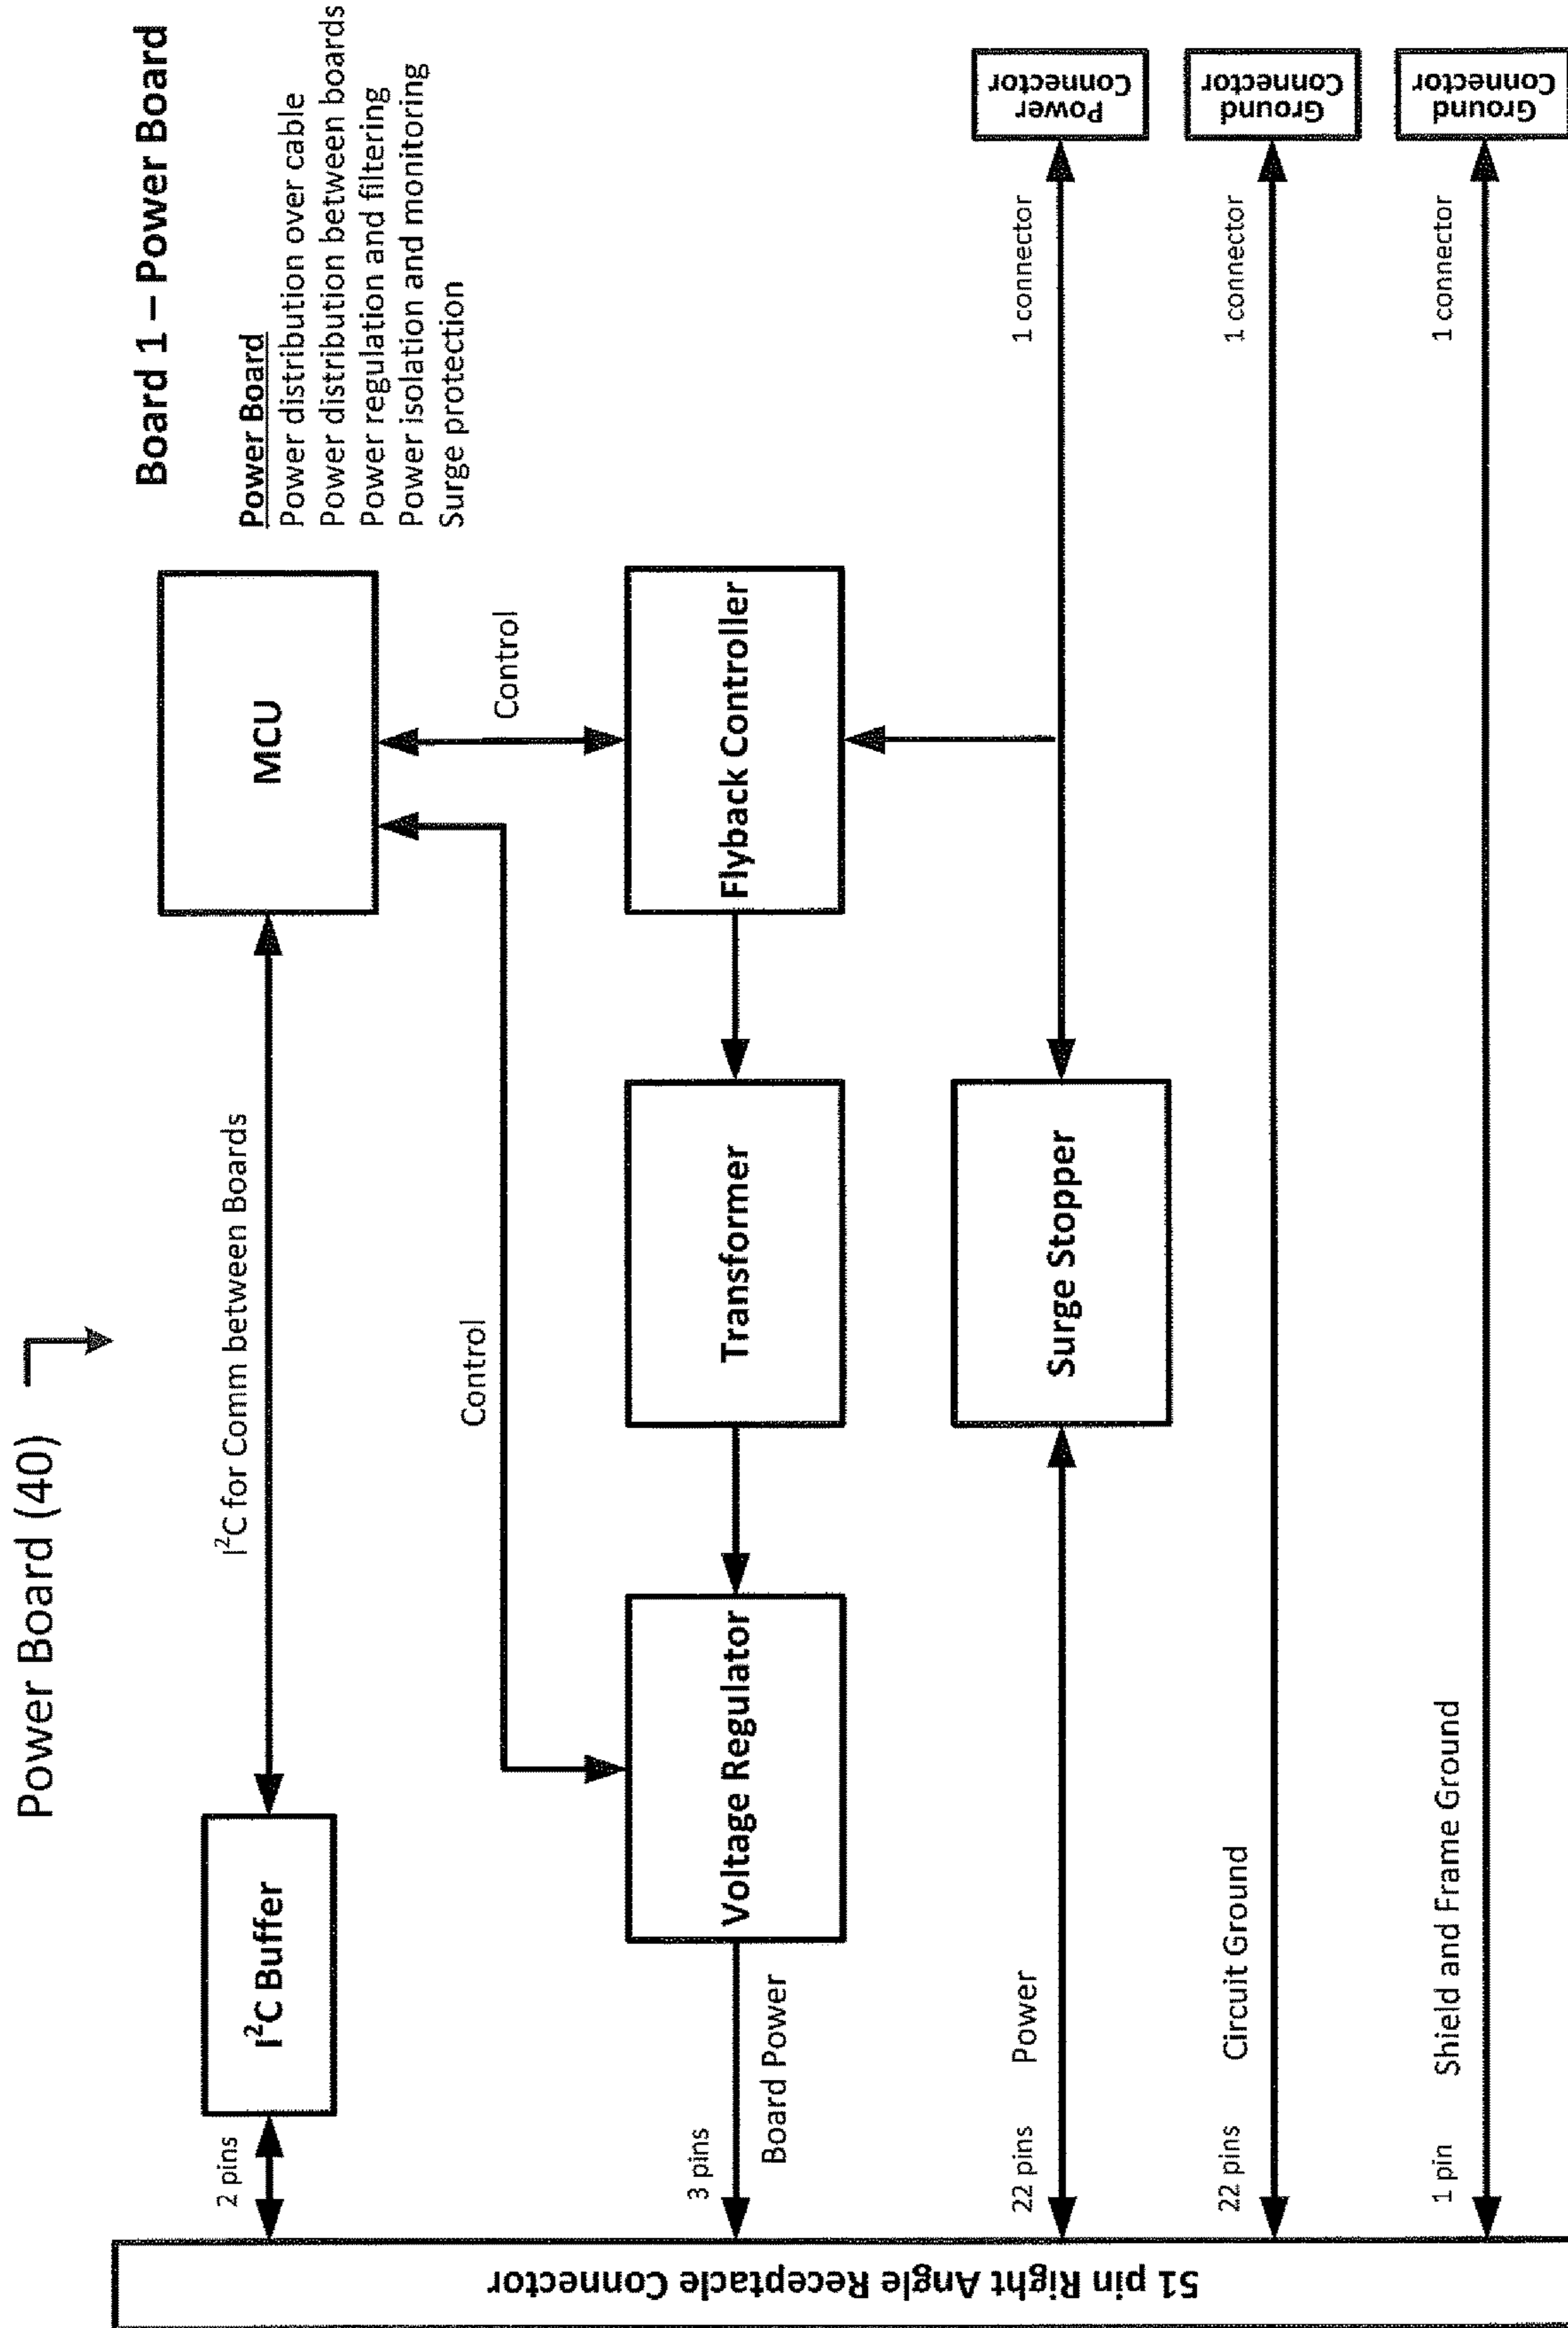 Power Board (40)
Board 1 – Power Board
Power Board
Power distribution over cable
Power distribution between boards
Power regulation and filtering
Power isolation and monitoring
Surge protection
2 pins
I²C Buffer
I²C for Comm between Boards
MCU
Control
Control
3 pins
Board Power
Voltage Regulator
Transformer
Flyback Controller
22 pins
Power
Surge Stopper
1 connector
Power
Connector
22 pins
Circuit Ground
1 connector
Ground
Connector
1 pin
Shield and Frame Ground
1 connector
Ground
Connector
51 pin Right Angle Receptacle Connector